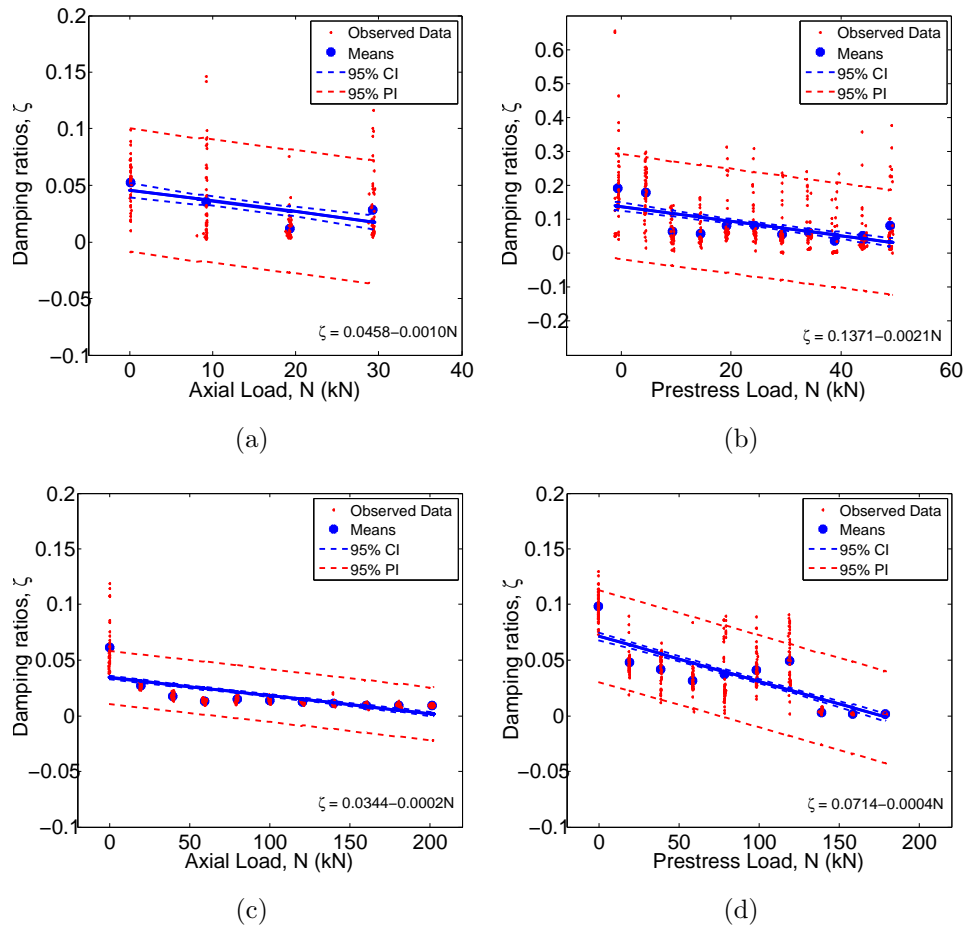 0.2
0.15
0.1
0.05
0
−0.05
−0.1
Damping ratios, ζ
Observed Data
Means
95% CI
95% PI
ζ = 0.0458−0.0010N
0 10 20 30 40
Axial Load, N (kN)
(a)
0.6
0.5
0.4
0.3
0.2
0.1
0
−0.1
−0.2
Damping ratios, ζ
Observed Data
Means
95% CI
95% PI
ζ = 0.1371−0.0021N
0 20 40 60
Prestress Load, N (kN)
(b)
0.2
0.15
0.1
0.05
0
−0.05
−0.1
Damping ratios, ζ
Observed Data
Means
95% CI
95% PI
ζ = 0.0344−0.0002N
0 50 100 150 200
Axial Load, N (kN)
(c)
0.2
0.15
0.1
0.05
0
−0.05
−0.1
Damping ratios, ζ
Observed Data
Means
95% CI
95% PI
ζ = 0.0714−0.0004N
0 50 100 150 200
Prestress Load, N (kN)
(d)